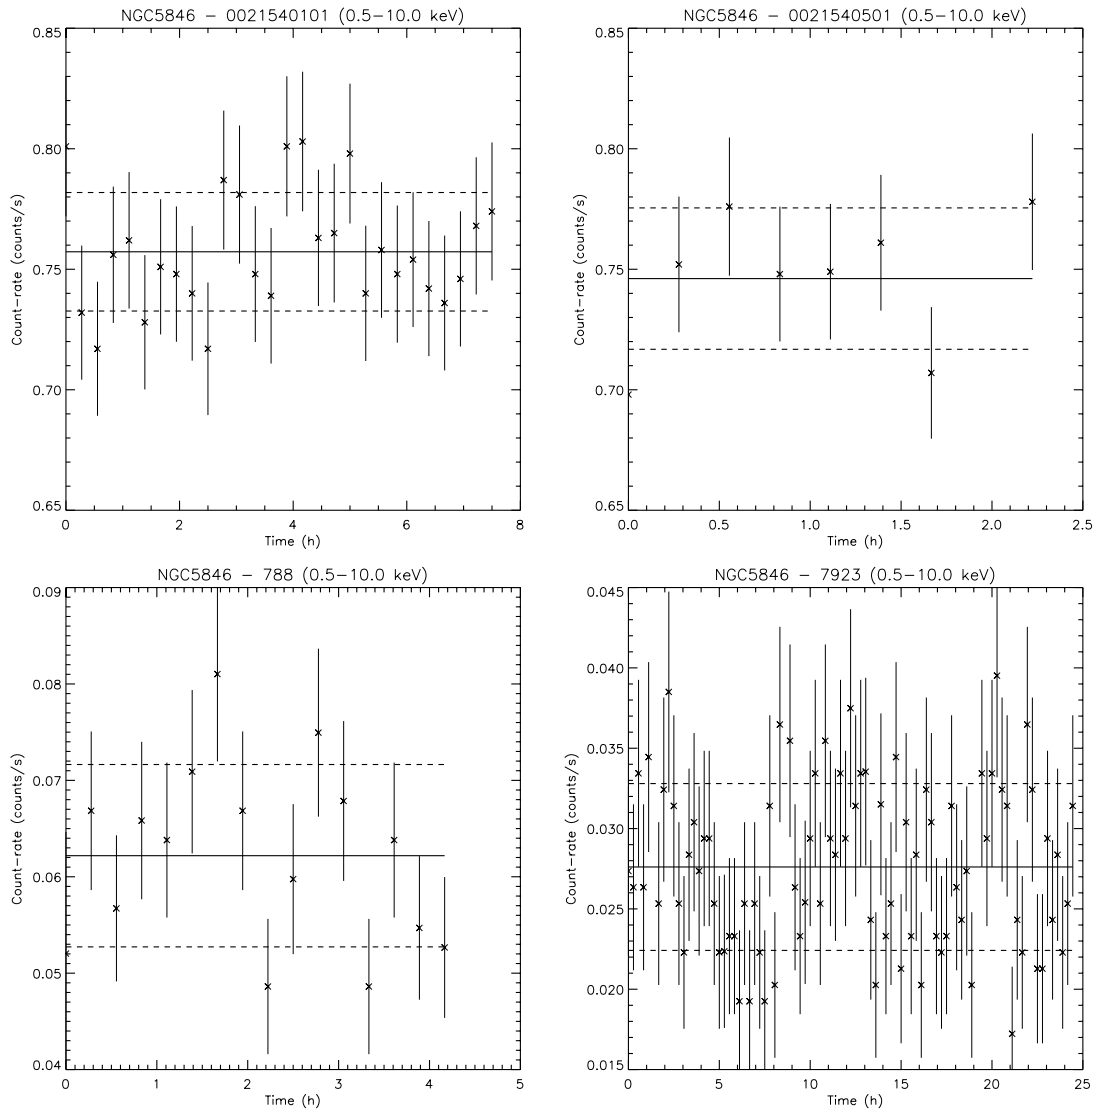 NGC5846 − 0021540101 (0.5−10.0 keV)
0.85
0.80
0.75
0.70
0.65
Count−rate (counts/s)
0 2 4 6 8
Time (h)
NGC5846 − 0021540501 (0.5−10.0 keV)
0.85
0.80
0.75
0.70
0.65
Count−rate (counts/s)
0.0 0.5 1.0 1.5 2.0 2.5
Time (h)
NGC5846 − 788 (0.5−10.0 keV)
0.09
0.08
0.07
0.06
0.05
0.04
Count−rate (counts/s)
0 1 2 3 4 5
Time (h)
NGC5846 − 7923 (0.5−10.0 keV)
0.045
0.040
0.035
0.030
0.025
0.020
0.015
Count−rate (counts/s)
0 5 10 15 20 25
Time (h)